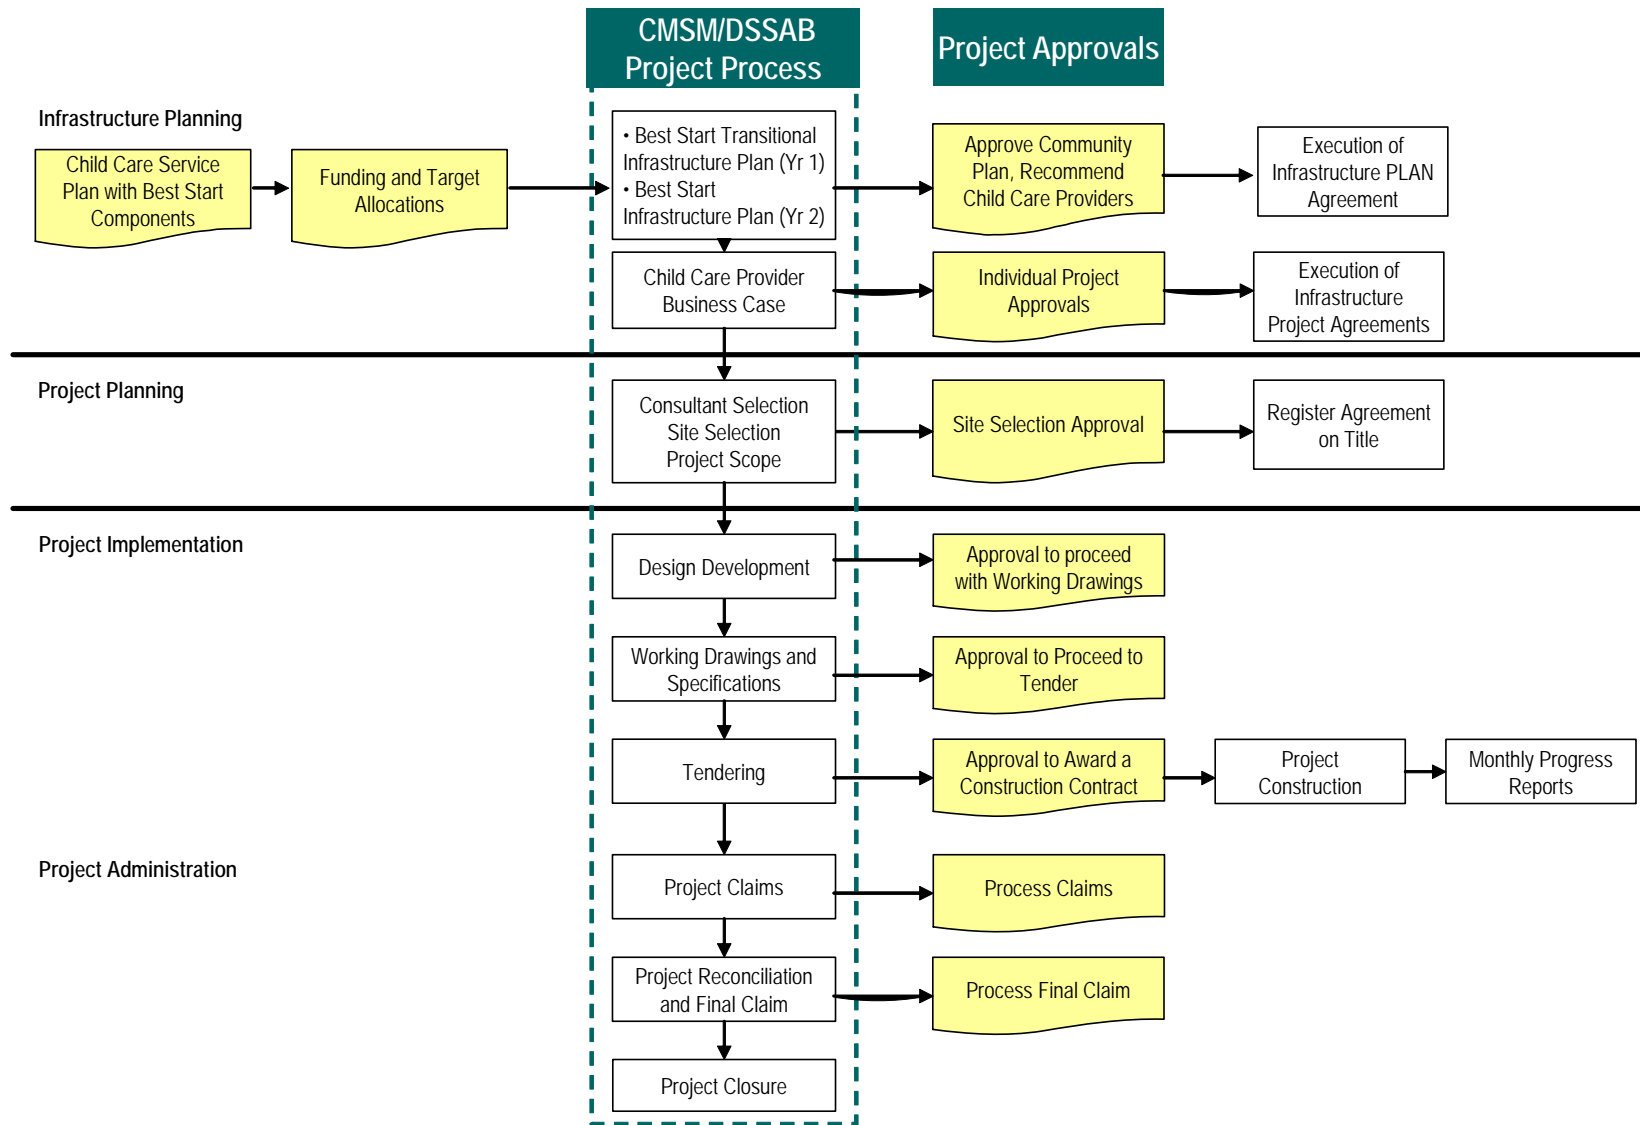 CMSM/DSSAB
Project Process
Project Approvals
Infrastructure Planning
Child Care Service
Plan with Best Start
Components
Funding and Target
Allocations
• Best Start Transitional
Infrastructure Plan (Yr 1)
• Best Start
Infrastructure Plan (Yr 2)
Approve Community
Plan, Recommend
Child Care Providers
Execution of
Infrastructure PLAN
Agreement
Child Care Provider
Business Case
Individual Project
Approvals
Execution of
Infrastructure
Project Agreements
Project Planning
Consultant Selection
Site Selection
Project Scope
Site Selection Approval
Register Agreement
on Title
Project Implementation
Design Development
Approval to proceed
with Working Drawings
Working Drawings and
Specifications
Approval to Proceed to
Tender
Tendering
Approval to Award a
Construction Contract
Project
Construction
Monthly Progress
Reports
Project Administration
Project Claims
Process Claims
Project Reconciliation
and Final Claim
Process Final Claim
Project Closure